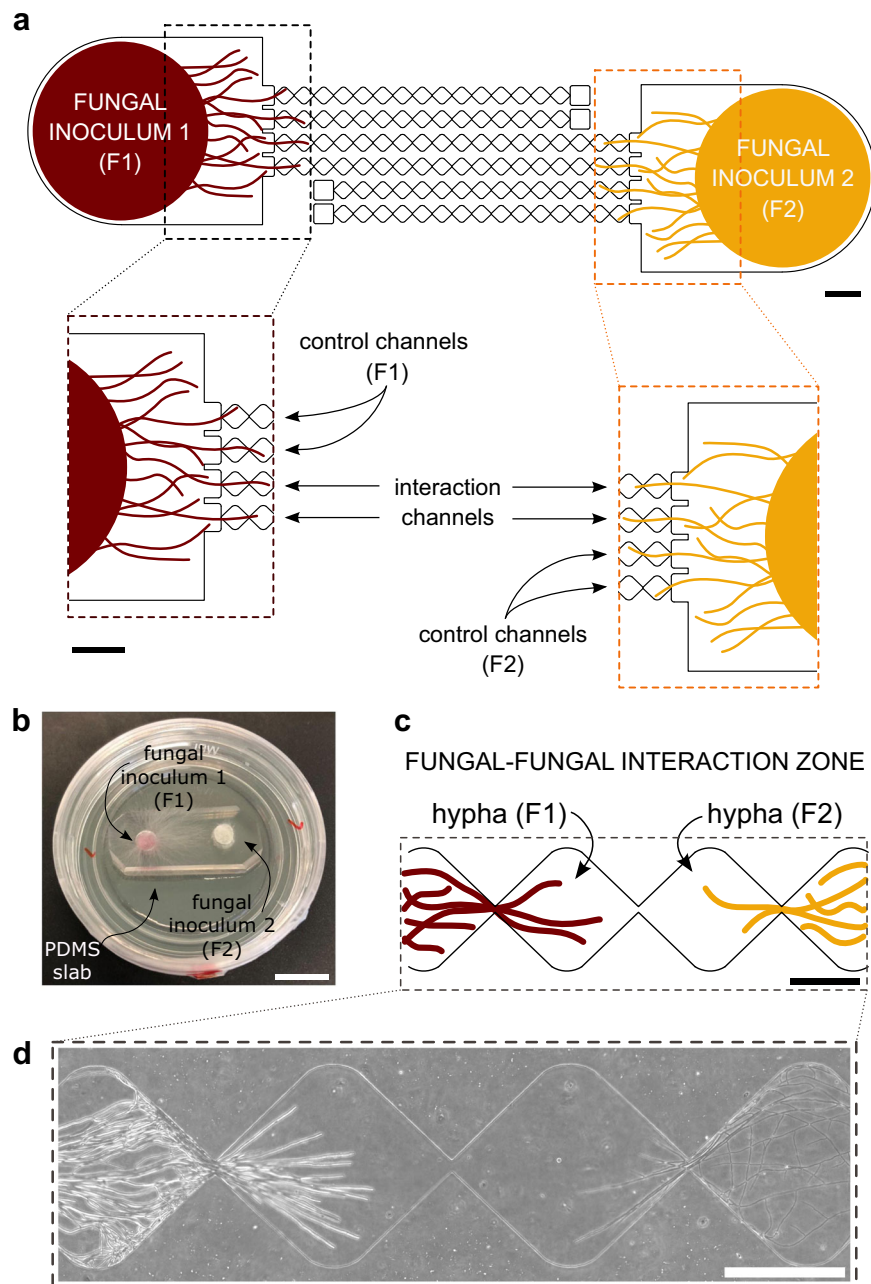 a
FUNGAL
INOCULUM 1
(F1)
FUNGAL
INOCULUM 2
(F2)
control channels
(F1)
interaction
channels
control channels
(F2)
b
fungal
inoculum 1
(F1)
fungal
inoculum 2
(F2)
PDMS
slab
c
FUNGAL-FUNGAL INTERACTION ZONE
hypha (F1)
hypha (F2)
d